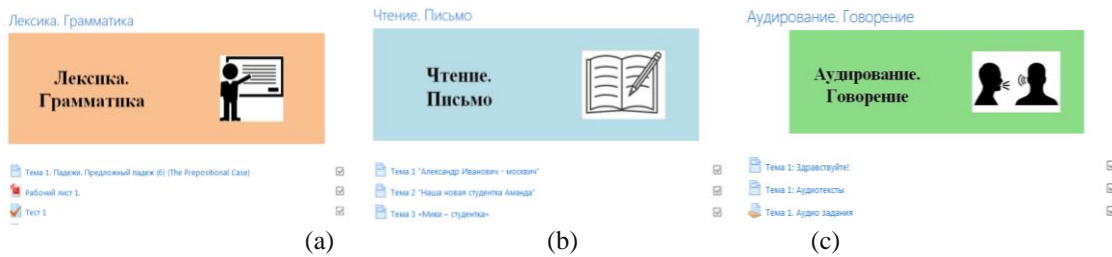 Лексика. Грамматика
Лексика.
Грамматика
Тема 1. Падежи. Предложный падеж (6) (The Prepositional Case)
Рабочий лист 1.
Тест 1
(a)
Чтение. Письмо
Чтение.
Письмо
Тема 1 "Александр Иванович - москвич"
Тема 2 "Наша новая студентка Аманда"
Тема 3 «Мики – студентка»
(b)
Аудирование. Говорение
Аудирование.
Говорение
Тема 1: Здравствуйте!
Тема 1: Аудиотексты
Тема 1. Аудио задания
(c)